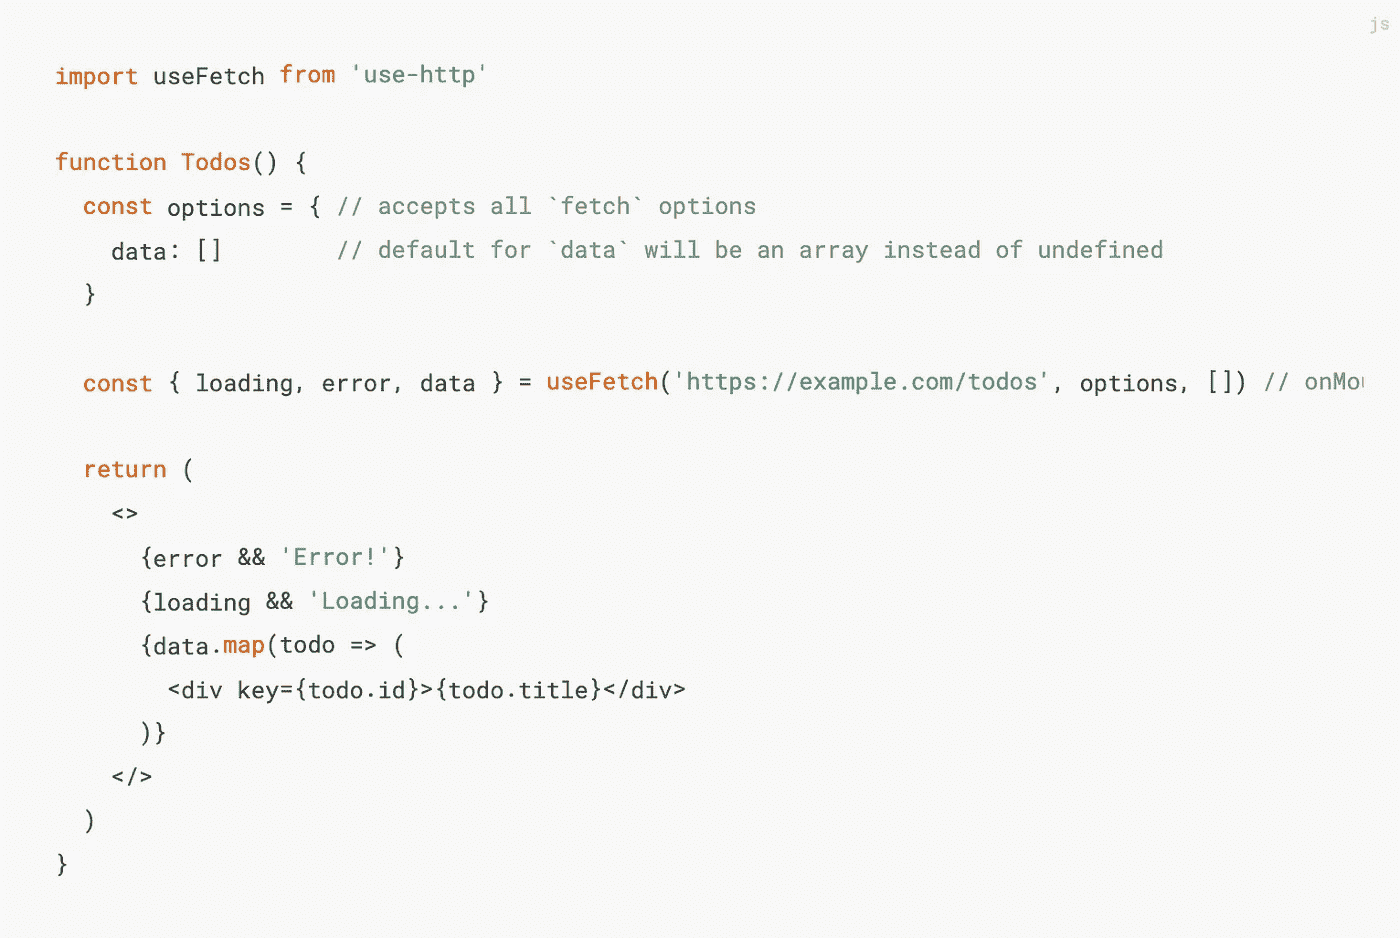 js
import useFetch from 'use-http'
function Todos() {
  const options = { // accepts all `fetch` options
    data: []        // default for `data` will be an array instead of undefined
  }
  const { loading, error, data } = useFetch('https://example.com/todos', options, []) // onMo
  return (
    <>
      {error && 'Error!'}
      {loading && 'Loading...'}
      {data.map(todo => (
        <div key={todo.id}>{todo.title}</div>
      )}
    </>
  )
}